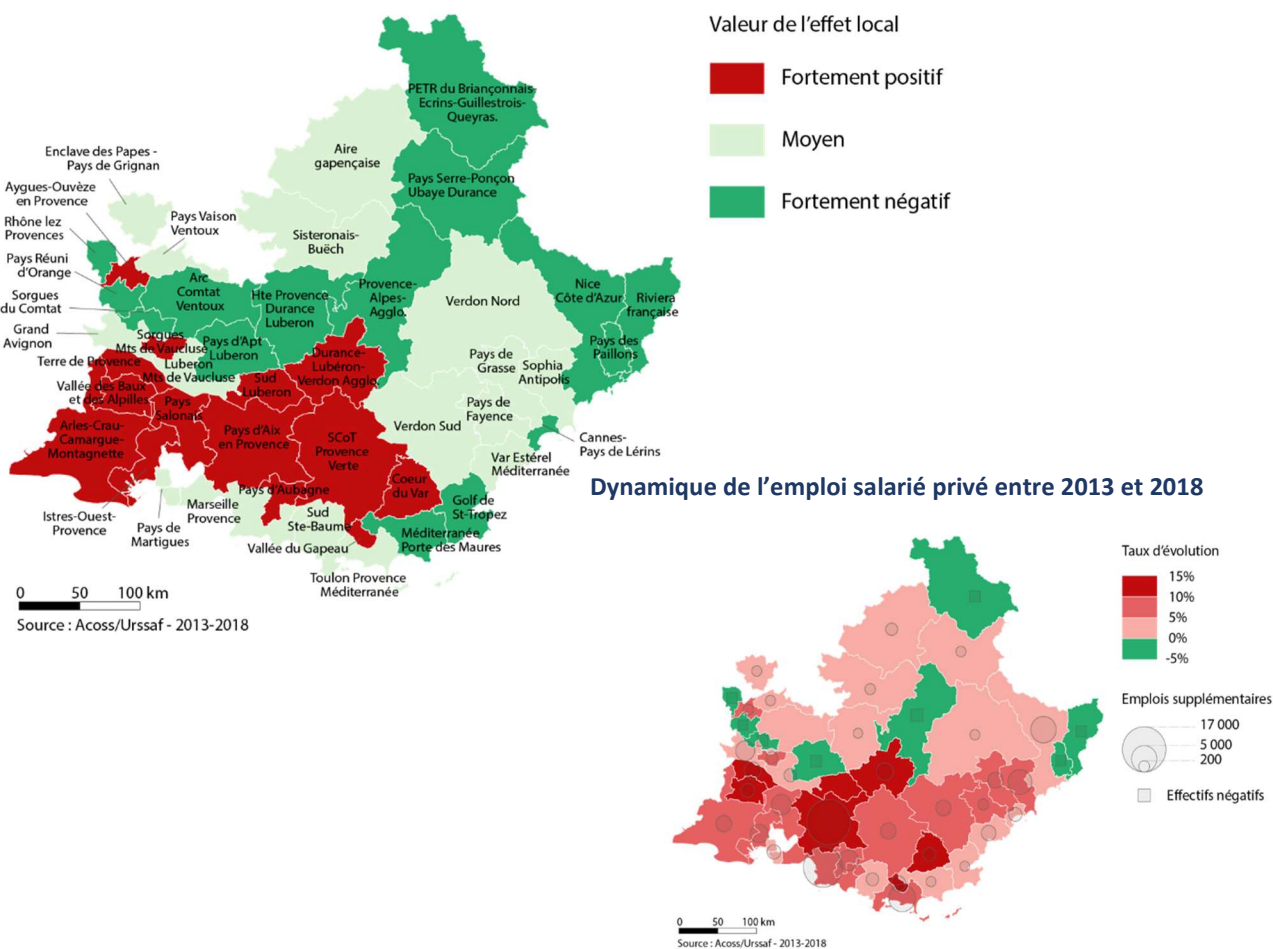 Valeur de l'effet local
Fortement positif
Moyen
Fortement négatif
PETR du Briançonnais-
Ecrins-Guillestrois-
Queyras.
Aire
gapençaise
Enclave des Papes -
Pays de Grignan
Aygues-Ouvèze
en Provence
Rhône lez
Provences
Pays Vaison
Ventoux
Pays Serre-Ponçon
Ubaye Durance
Sisteronais-
Buëch
Pays Réuni
d'Orange
Sorgues
du Comtat
Grand
Avignon
Arc
Comtat
Ventoux
Hte Provence
Durance
Luberon
Provence-
Alpes-
Agglo.
Verdon Nord
Nice
Côte d'Azur
Riviera
française
Pays des
Paillons
Sorgues
Mts de Vaucluse
Pays d'Apt
Luberon
Terre de Provence
Luberon
Mts de Vaucluse
Durance-
Lubéron-
Verdon Agglo.
Sud
Luberon
Pays de
Grasse
Sophia
Antipolis
Vallée des Baux
et des Alpilles
Pays
Salonais
Pays de
Fayence
Arles-Crau-
Camargue-
Montagnette
Pays d'Aix
en Provence
SCoT
Provence
Verte
Verdon Sud
Cannes-
Pays de Lérins
Var Estérel
Méditerranée
Coeur
du Var
Pays d'Aubagne
Golf de
St-Tropez
Istres-Ouest-
Provence
Pays de
Martigues
Marseille
Provence
Sud
Ste-Baume
Vallée du Gapeau
Méditerranée
Porte des Maures
Toulon Provence
Méditerranée
0 50 100 km
Source : Acoss/Urssaf - 2013-2018
Dynamique de l'emploi salarié privé entre 2013 et 2018
Taux d'évolution
15%
10%
5%
0%
-5%
Emplois supplémentaires
17 000
5 000
200
Effectifs négatifs
0 50 100 km
Source : Acoss/Urssaf - 2013-2018